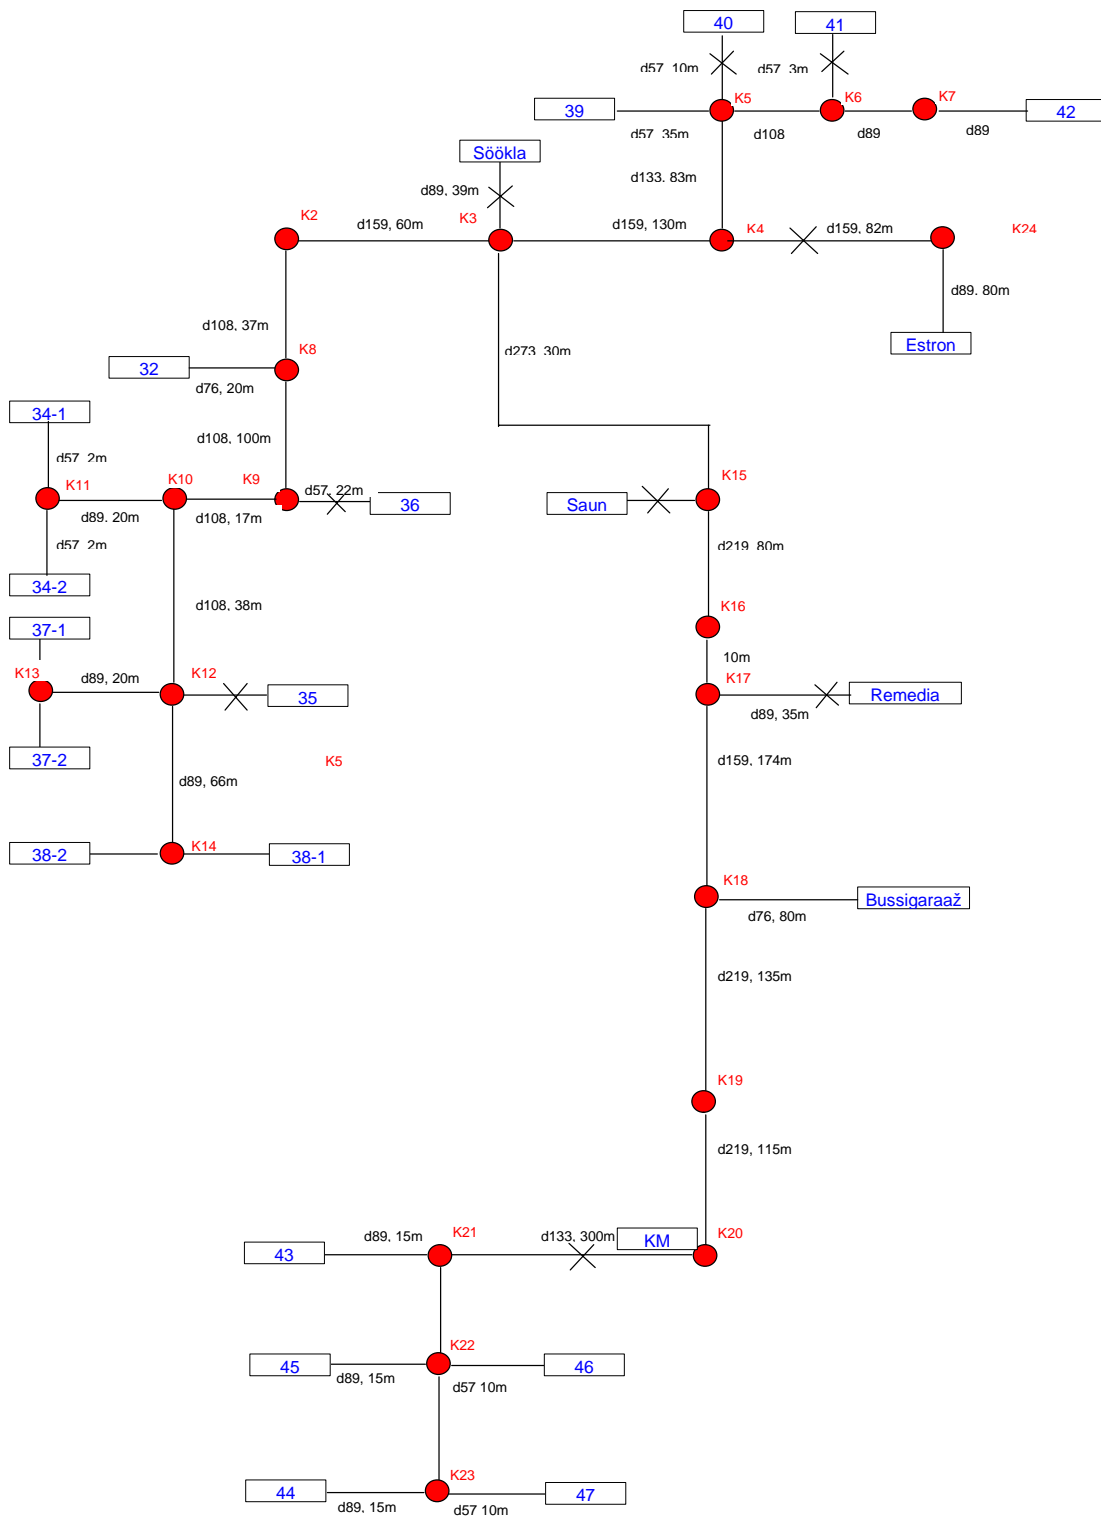 40
41
d57, 10m
d57, 3m
K5
K6
K7
39
42
d57, 35m
d108
d89
d89
Söökla
d133, 83m
d89, 39m
K2
K3
K4
K24
d159, 60m
d159, 130m
d159, 82m
d89, 80m
d108, 37m
Estron
K8
d273, 30m
32
d76, 20m
34-1
d108, 100m
d57, 2m
K11
K10
K9
K15
d57, 22m
36
Saun
d89, 20m
d108, 17m
d57, 2m
d219, 80m
34-2
d108, 38m
K16
37-1
10m
K13
d89, 20m
K12
K17
35
Remedia
d89, 35m
37-2
K5
d159, 174m
d89, 66m
38-2
K14
38-1
K18
Bussigaraaž
d76, 80m
d219, 135m
K19
d219, 115m
d89, 15m
K21
d133, 300m
KM
K20
43
K22
45
46
d89, 15m
d57 10m
K23
44
47
d89, 15m
d57 10m